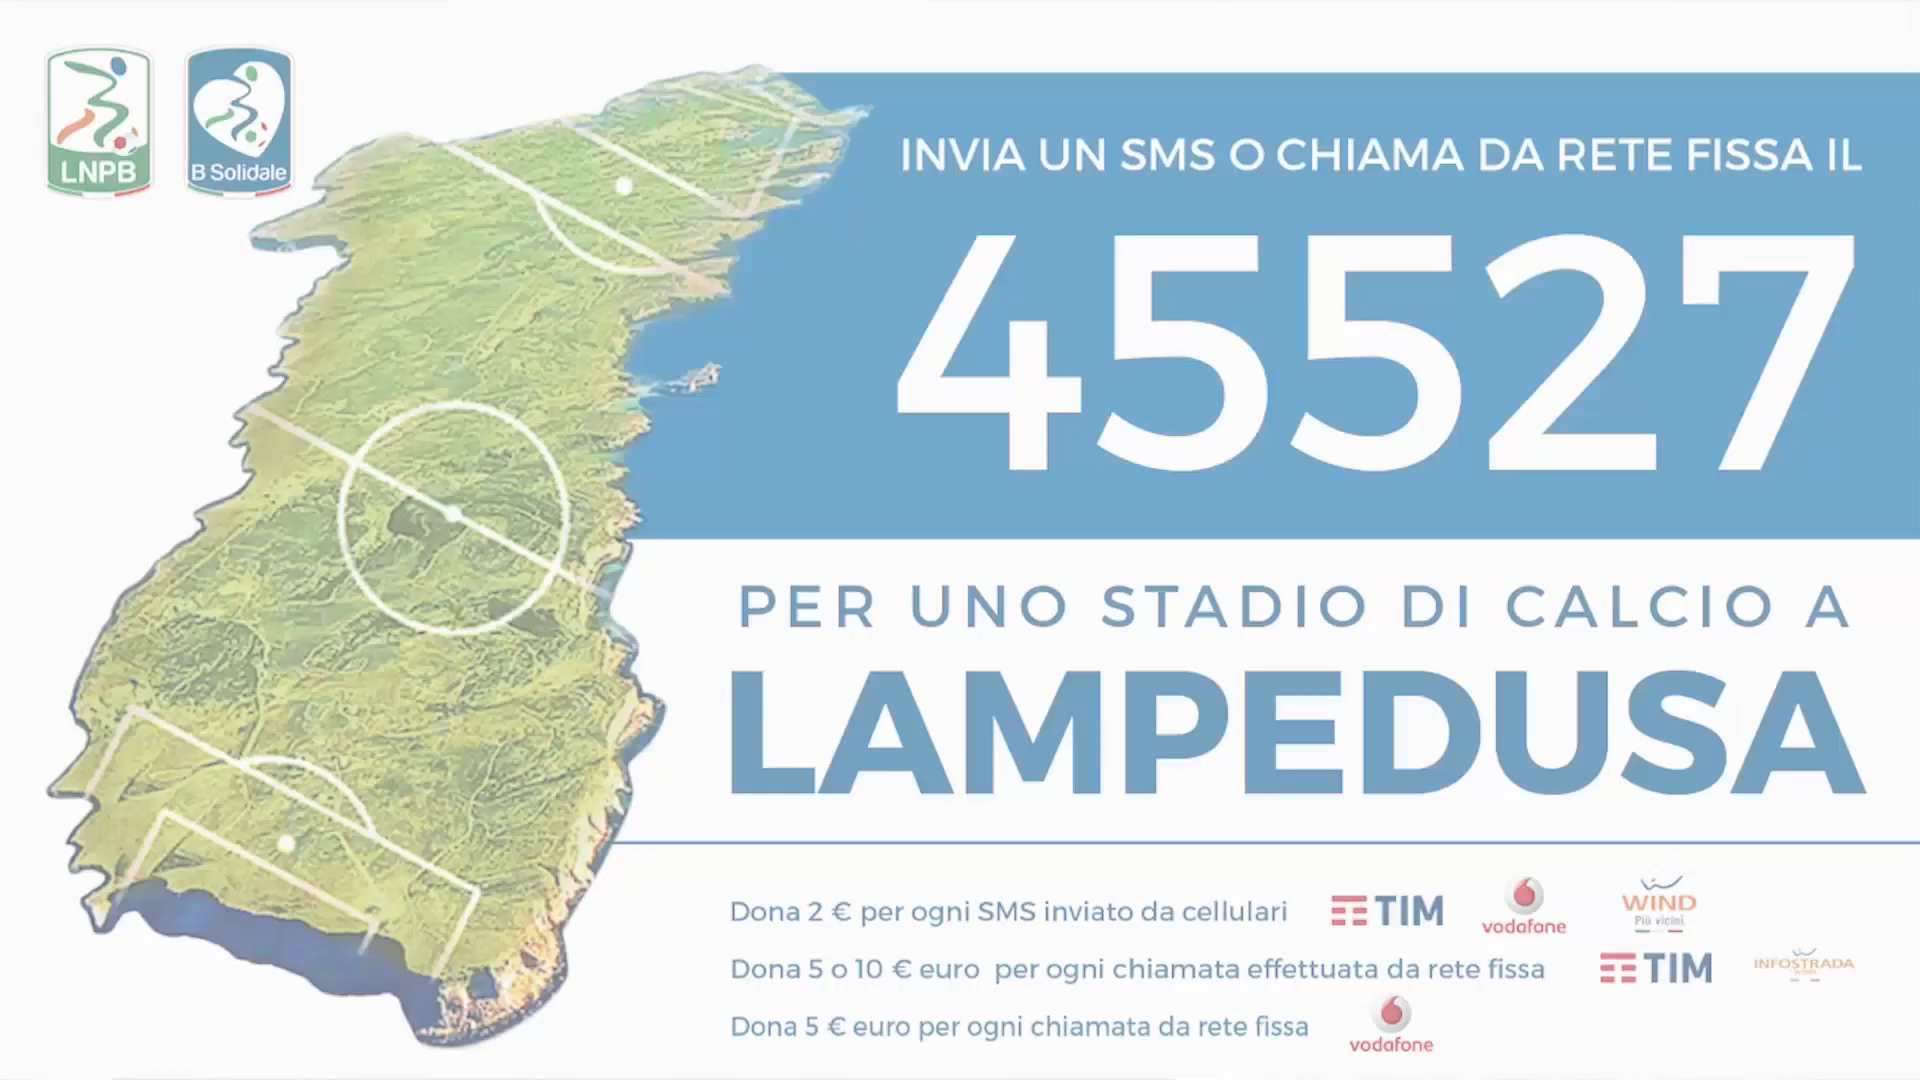 LNPB
B Solidale
INVIA UN SMS O CHIAMA DA RETE FISSA IL
45527
PER UNO STADIO DI CALCIO A
LAMPEDUSA
Dona 2 € per ogni SMS inviato da cellulari TIM vodafone WIND Più vicini.
Dona 5 o 10 € euro per ogni chiamata effettuata da rete fissa TIM INFOSTRADA
Dona 5 € euro per ogni chiamata da rete fissa vodafone